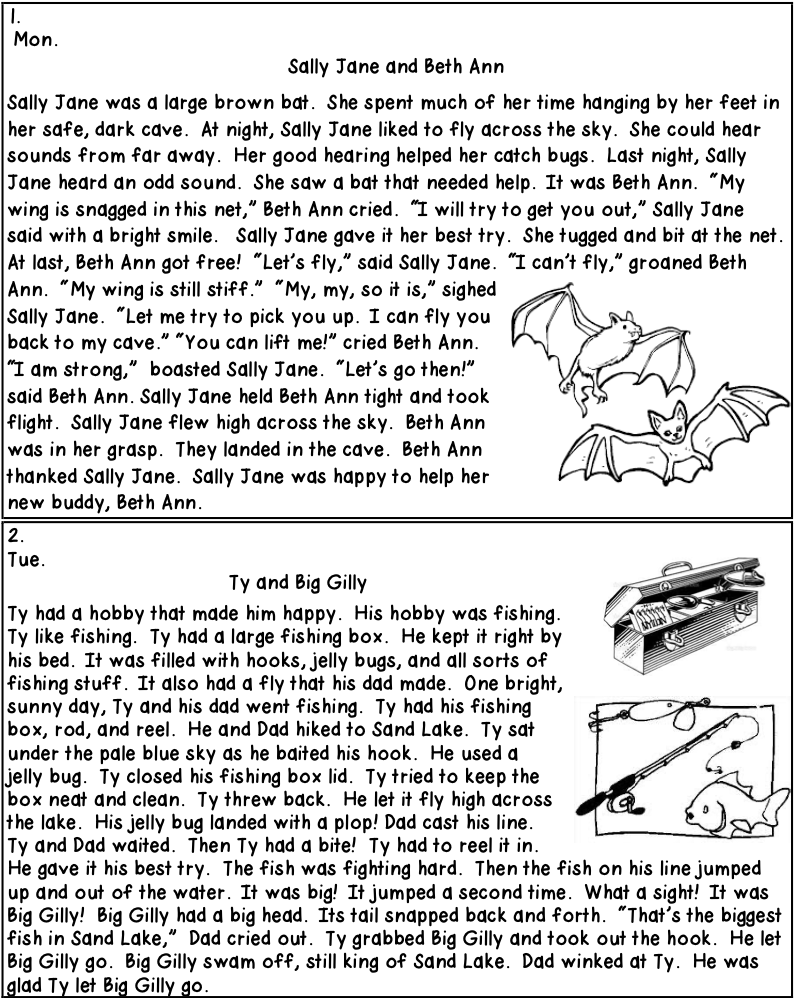 1.
Mon.
Sally Jane and Beth Ann
Sally Jane was a large brown bat.  She spent much of her time hanging by her feet in
her safe, dark cave.  At night, Sally Jane liked to fly across the sky.  She could hear
sounds from far away.  Her good hearing helped her catch bugs.  Last night, Sally
Jane heard an odd sound.  She saw a bat that needed help. It was Beth Ann.  "My
wing is snagged in this net," Beth Ann cried.  "I will try to get you out," Sally Jane
said with a bright smile.   Sally Jane gave it her best try.  She tugged and bit at the net.
At last, Beth Ann got free!  "Let's fly," said Sally Jane.  "I can't fly," groaned Beth
Ann.  "My wing is still stiff."  "My, my, so it is," sighed
Sally Jane.  "Let me try to pick you up. I can fly you
back to my cave." "You can lift me!" cried Beth Ann.
"I am strong,"  boasted Sally Jane.  "Let's go then!"
said Beth Ann. Sally Jane held Beth Ann tight and took
flight.  Sally Jane flew high across the sky.  Beth Ann
was in her grasp.  They landed in the cave.  Beth Ann
thanked Sally Jane.  Sally Jane was happy to help her
new buddy, Beth Ann.
2.
Tue.
Ty and Big Gilly
Ty had a hobby that made him happy.  His hobby was fishing.
Ty like fishing.  Ty had a large fishing box.  He kept it right by
his bed. It was filled with hooks, jelly bugs, and all sorts of
fishing stuff. It also had a fly that his dad made.  One bright,
sunny day, Ty and his dad went fishing.  Ty had his fishing
box, rod, and reel.  He and Dad hiked to Sand Lake.  Ty sat
under the pale blue sky as he baited his hook.  He used a
jelly bug.  Ty closed his fishing box lid.  Ty tried to keep the
box neat and clean.  Ty threw back.  He let it fly high across
the lake.  His jelly bug landed with a plop! Dad cast his line.
Ty and Dad waited.  Then Ty had a bite!  Ty had to reel it in.
He gave it his best try.  The fish was fighting hard.  Then the fish on his line jumped
up and out of the water. It was big! It jumped a second time.  What a sight! It was
Big Gilly!  Big Gilly had a big head. Its tail snapped back and forth.  "That's the biggest
fish in Sand Lake,"  Dad cried out.  Ty grabbed Big Gilly and took out the hook.  He let
Big Gilly go.  Big Gilly swam off, still king of Sand Lake.  Dad winked at Ty.  He was
glad Ty let Big Gilly go.